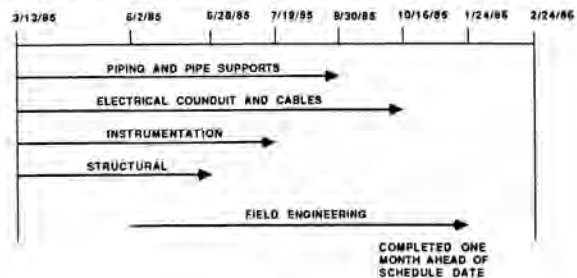 3/13/85 6/2/85 6/28/85 7/19/85 8/30/85 10/16/85 1/24/86 2/24/86
PIPING AND PIPE SUPPORTS
ELECTRICAL COUNDUIT AND CABLES
INSTRUMENTATION
STRUCTURAL
FIELD ENGINEERING
COMPLETED ONE
MONTH AHEAD OF
SCHEDULE DATE